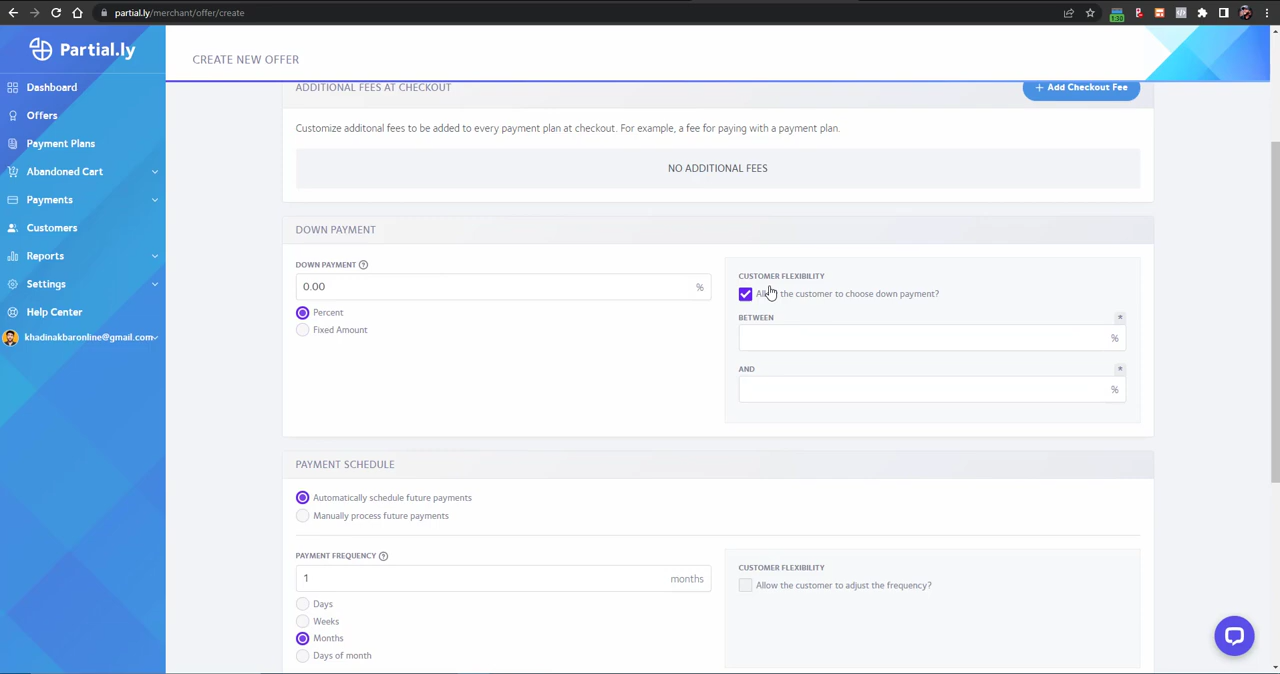 partial.ly/merchant/offer/create
1:30
Partial.ly
CREATE NEW OFFER
Dashboard
Offers
Payment Plans
Abandoned Cart
Payments
Customers
Reports
Settings
Help Center
khadinakbaronline@gmail.com
ADDITIONAL FEES AT CHECKOUT
+ Add Checkout Fee
Customize additonal fees to be added to every payment plan at checkout. For example, a fee for paying with a payment plan.
NO ADDITIONAL FEES
DOWN PAYMENT
DOWN PAYMENT ?
0.00 %
Percent
Fixed Amount
CUSTOMER FLEXIBILITY
Allow the customer to choose down payment?
BETWEEN *
%
AND *
%
PAYMENT SCHEDULE
Automatically schedule future payments
Manually process future payments
PAYMENT FREQUENCY ?
1 months
Days
Weeks
Months
Days of month
CUSTOMER FLEXIBILITY
Allow the customer to adjust the frequency?